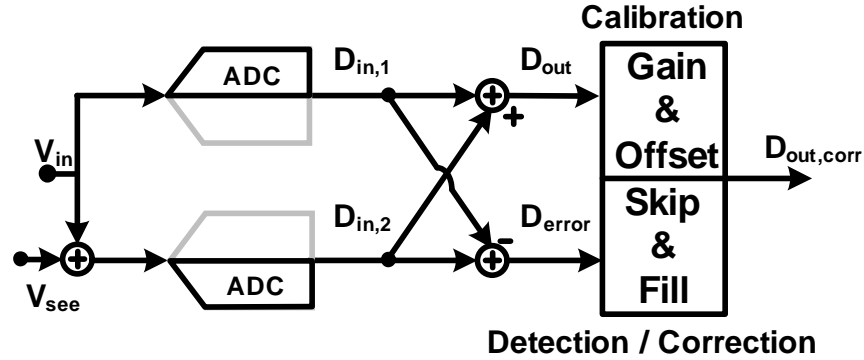 Calibration
ADC
D_in,1
D_out
Gain
&
Offset
+
V_in
D_out,corr
D_in,2
D_error
Skip
&
Fill
-
ADC
V_see
Detection / Correction